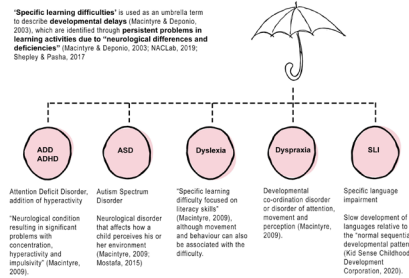 'Specific learning difficulties' is used as an umbrella term
to describe developmental delays (Macintyre & Deponio,
2003), which are identified through persistent problems in
learning activities due to "neurological differences and
deficiencies" (Macintyre & Deponio, 2003; NACLab, 2019;
Shepley & Pasha, 2017
ADD
ADHD
ASD
Dyslexia
Dyspraxia
SLI
Attention Deficit Disorder,
addition of hyperactivity
"Neurological condition
resulting in significant
problems with
concentration,
hyperactivity and
impulsivity" (Macintyre,
2009).
Autism Spectrum
Disorder
Neurological disorder
that affects how a
child perceives his or
her environment
(Macintyre, 2009;
Mostafa, 2015)
"Specific learning
difficulty focused on
literacy skills"
(Macintyre, 2009),
although movement
and behaviour can also
be associated with the
difficulty.
Developmental
co-ordination disorder
or disorder of attention,
movement and
perception (Macintyre,
2009).
Specific language
impairment
Slow development of
languages relative to
the "normal sequential
developmental pattern
(Kid Sense Childhood
Development
Corporation, 2020).